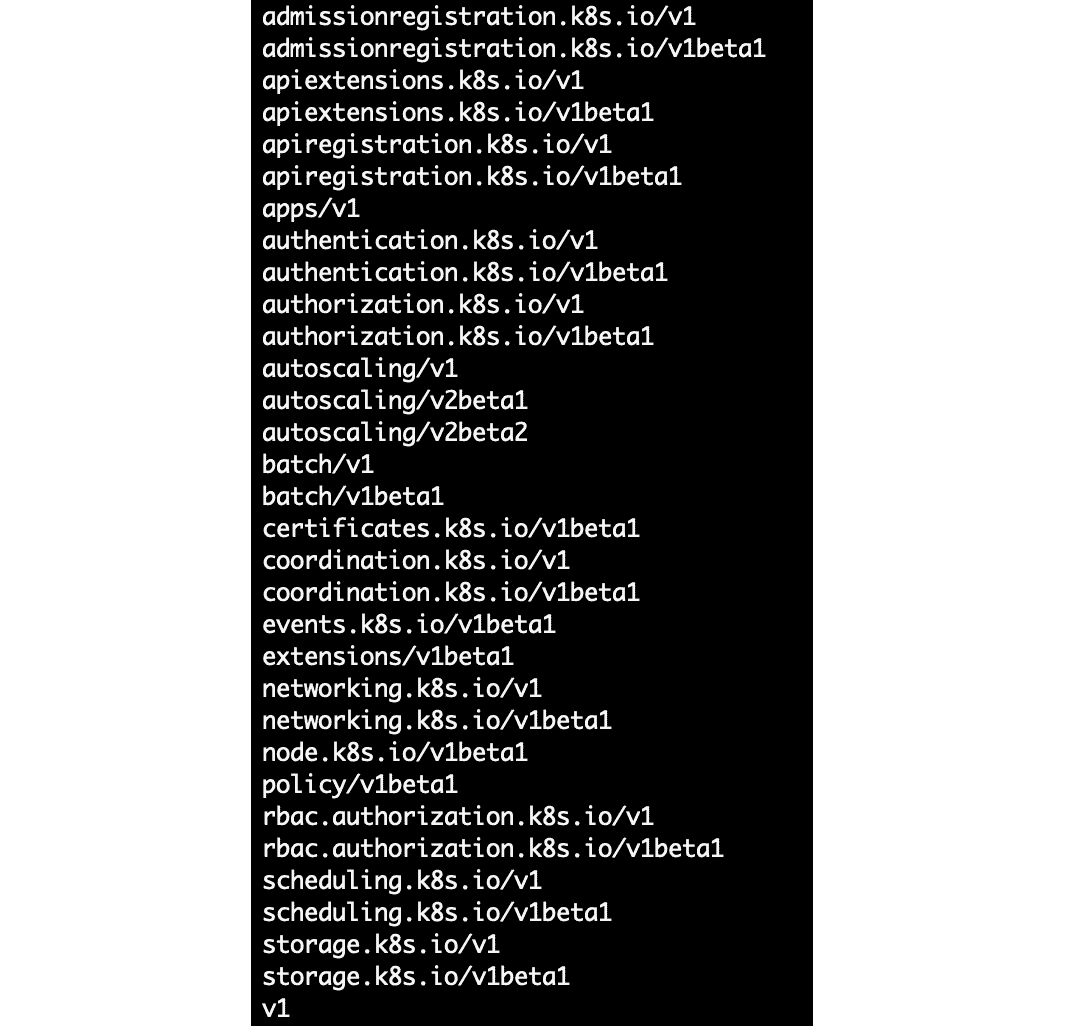 admissionregistration.k8s.io/v1
admissionregistration.k8s.io/v1beta1
apiextensions.k8s.io/v1
apiextensions.k8s.io/v1beta1
apiregistration.k8s.io/v1
apiregistration.k8s.io/v1beta1
apps/v1
authentication.k8s.io/v1
authentication.k8s.io/v1beta1
authorization.k8s.io/v1
authorization.k8s.io/v1beta1
autoscaling/v1
autoscaling/v2beta1
autoscaling/v2beta2
batch/v1
batch/v1beta1
certificates.k8s.io/v1beta1
coordination.k8s.io/v1
coordination.k8s.io/v1beta1
events.k8s.io/v1beta1
extensions/v1beta1
networking.k8s.io/v1
networking.k8s.io/v1beta1
node.k8s.io/v1beta1
policy/v1beta1
rbac.authorization.k8s.io/v1
rbac.authorization.k8s.io/v1beta1
scheduling.k8s.io/v1
scheduling.k8s.io/v1beta1
storage.k8s.io/v1
storage.k8s.io/v1beta1
v1